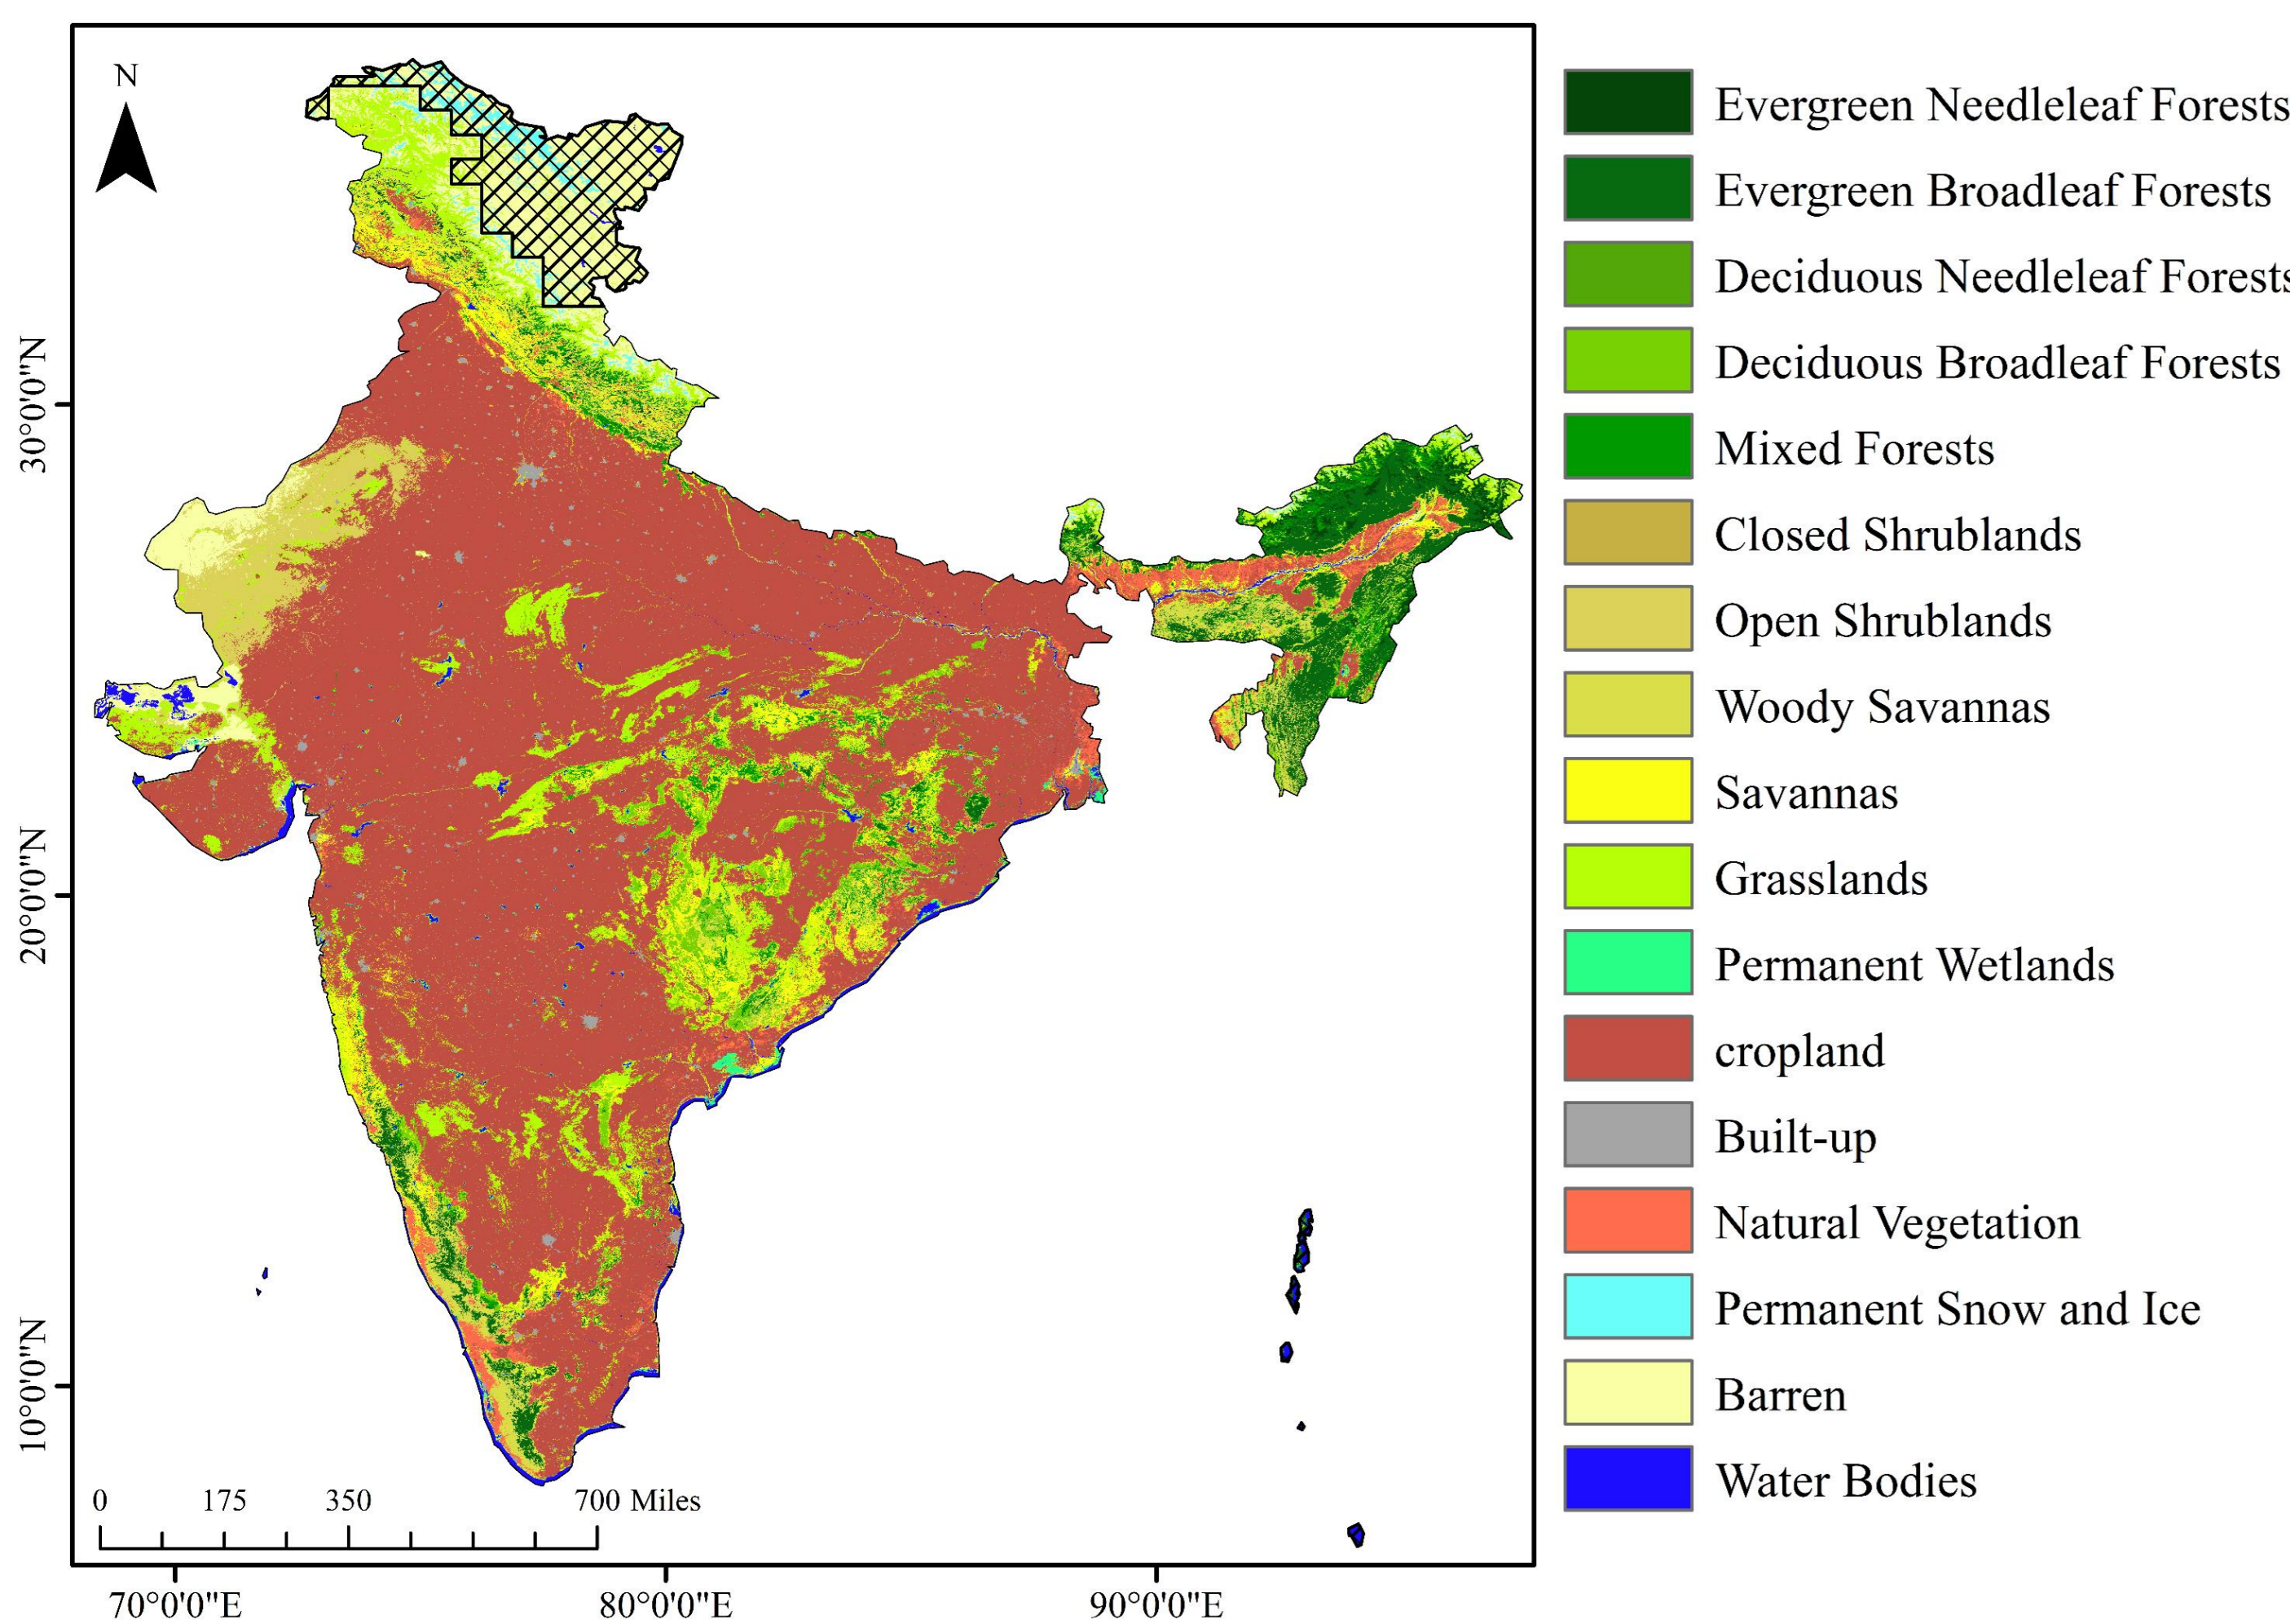 N
30°0'0"N
20°0'0"N
10°0'0"N
0 175 350 700 Miles
70°0'0"E 80°0'0"E 90°0'0"E
Evergreen Needleleaf Forests
Evergreen Broadleaf Forests
Deciduous Needleleaf Forests
Deciduous Broadleaf Forests
Mixed Forests
Closed Shrublands
Open Shrublands
Woody Savannas
Savannas
Grasslands
Permanent Wetlands
cropland
Built-up
Natural Vegetation
Permanent Snow and Ice
Barren
Water Bodies